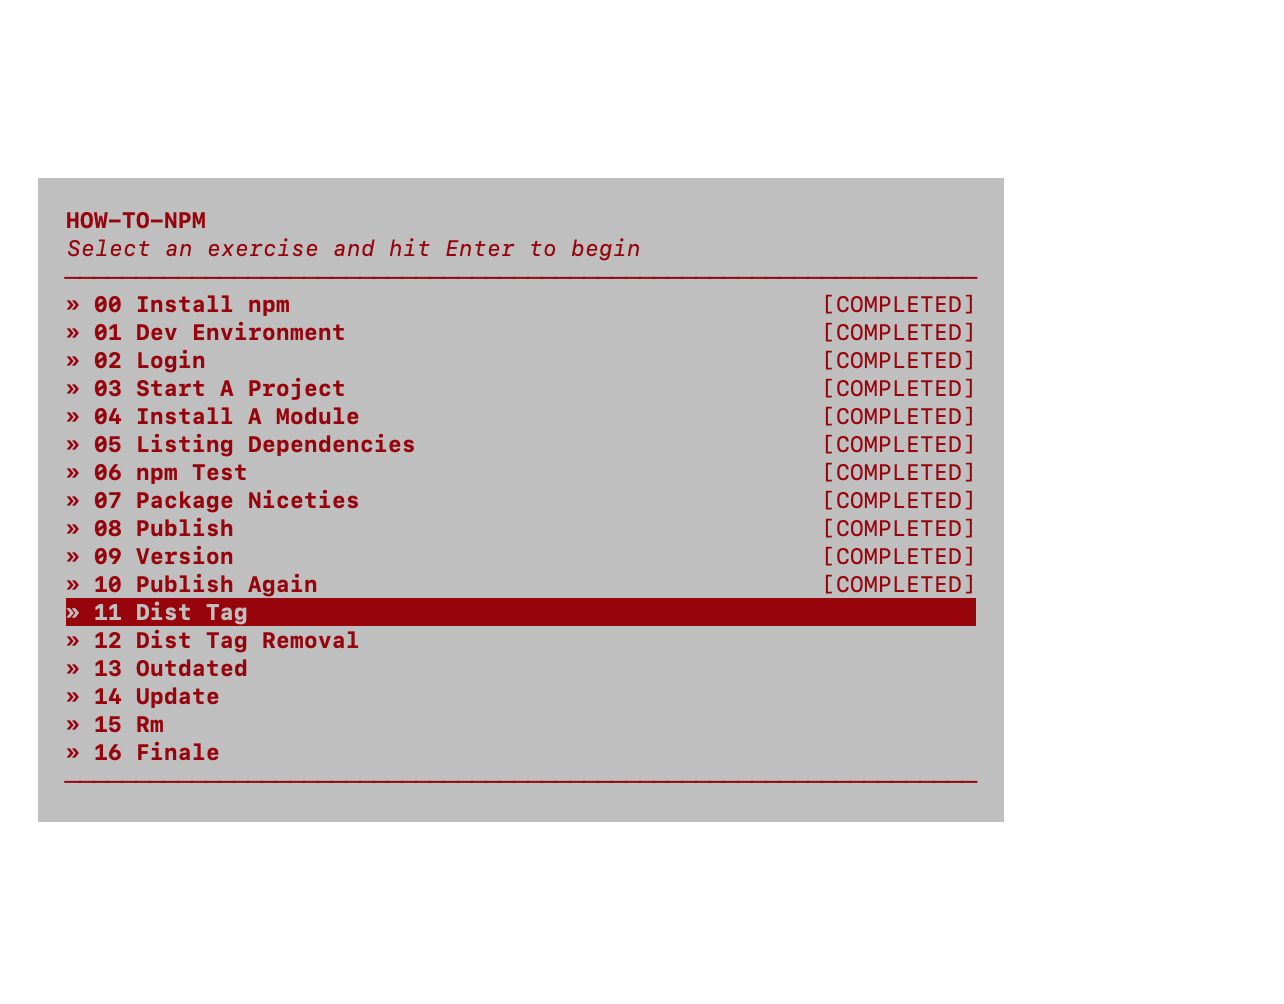 HOW-TO-NPM
Select an exercise and hit Enter to begin
» 00 Install npm [COMPLETED]
» 01 Dev Environment [COMPLETED]
» 02 Login [COMPLETED]
» 03 Start A Project [COMPLETED]
» 04 Install A Module [COMPLETED]
» 05 Listing Dependencies [COMPLETED]
» 06 npm Test [COMPLETED]
» 07 Package Niceties [COMPLETED]
» 08 Publish [COMPLETED]
» 09 Version [COMPLETED]
» 10 Publish Again [COMPLETED]
» 11 Dist Tag
» 12 Dist Tag Removal
» 13 Outdated
» 14 Update
» 15 Rm
» 16 Finale